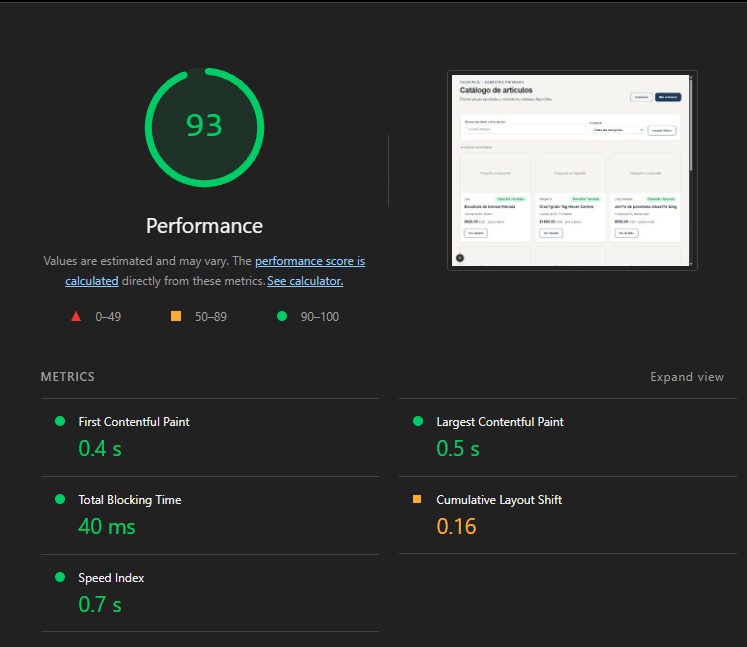 93
Performance
Values are estimated and may vary. The performance score is
calculated directly from these metrics. See calculator.
0–49
50–89
90–100
Catálogo de artículos
METRICS
Expand view
First Contentful Paint
0.4 s
Largest Contentful Paint
0.5 s
Total Blocking Time
40 ms
Cumulative Layout Shift
0.16
Speed Index
0.7 s